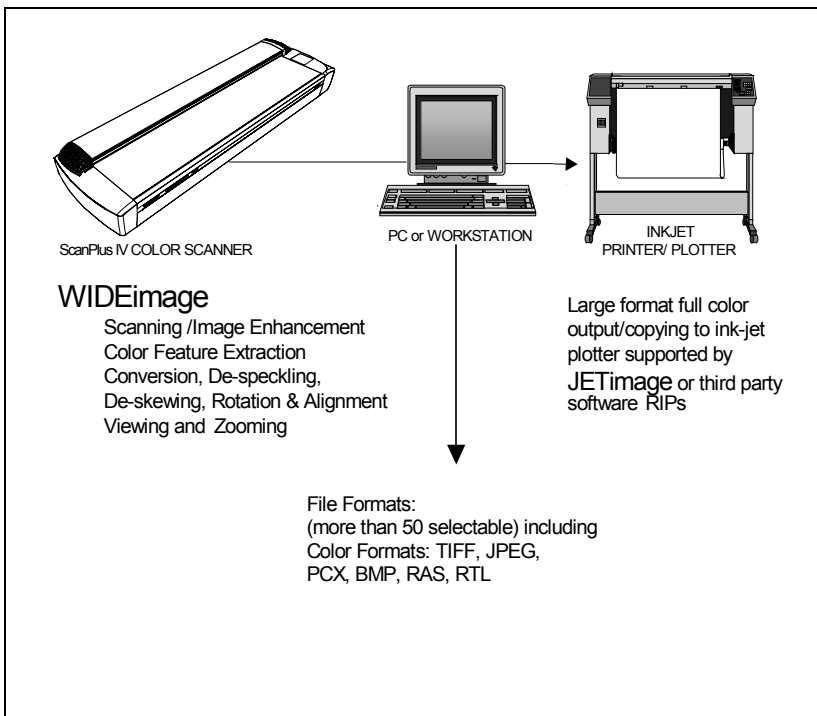 ScanPlus IV COLOR SCANNER
PC or WORKSTATION
INKJET
PRINTER/ PLOTTER
WIDEimage
Scanning /Image Enhancement
Color Feature Extraction
Conversion, De-speckling,
De-skewing, Rotation & Alignment
Viewing and Zooming
Large format full color
output/copying to ink-jet
plotter supported by
JETimage or third party
software RIPs
File Formats:
(more than 50 selectable) including
Color Formats: TIFF, JPEG,
PCX, BMP, RAS, RTL